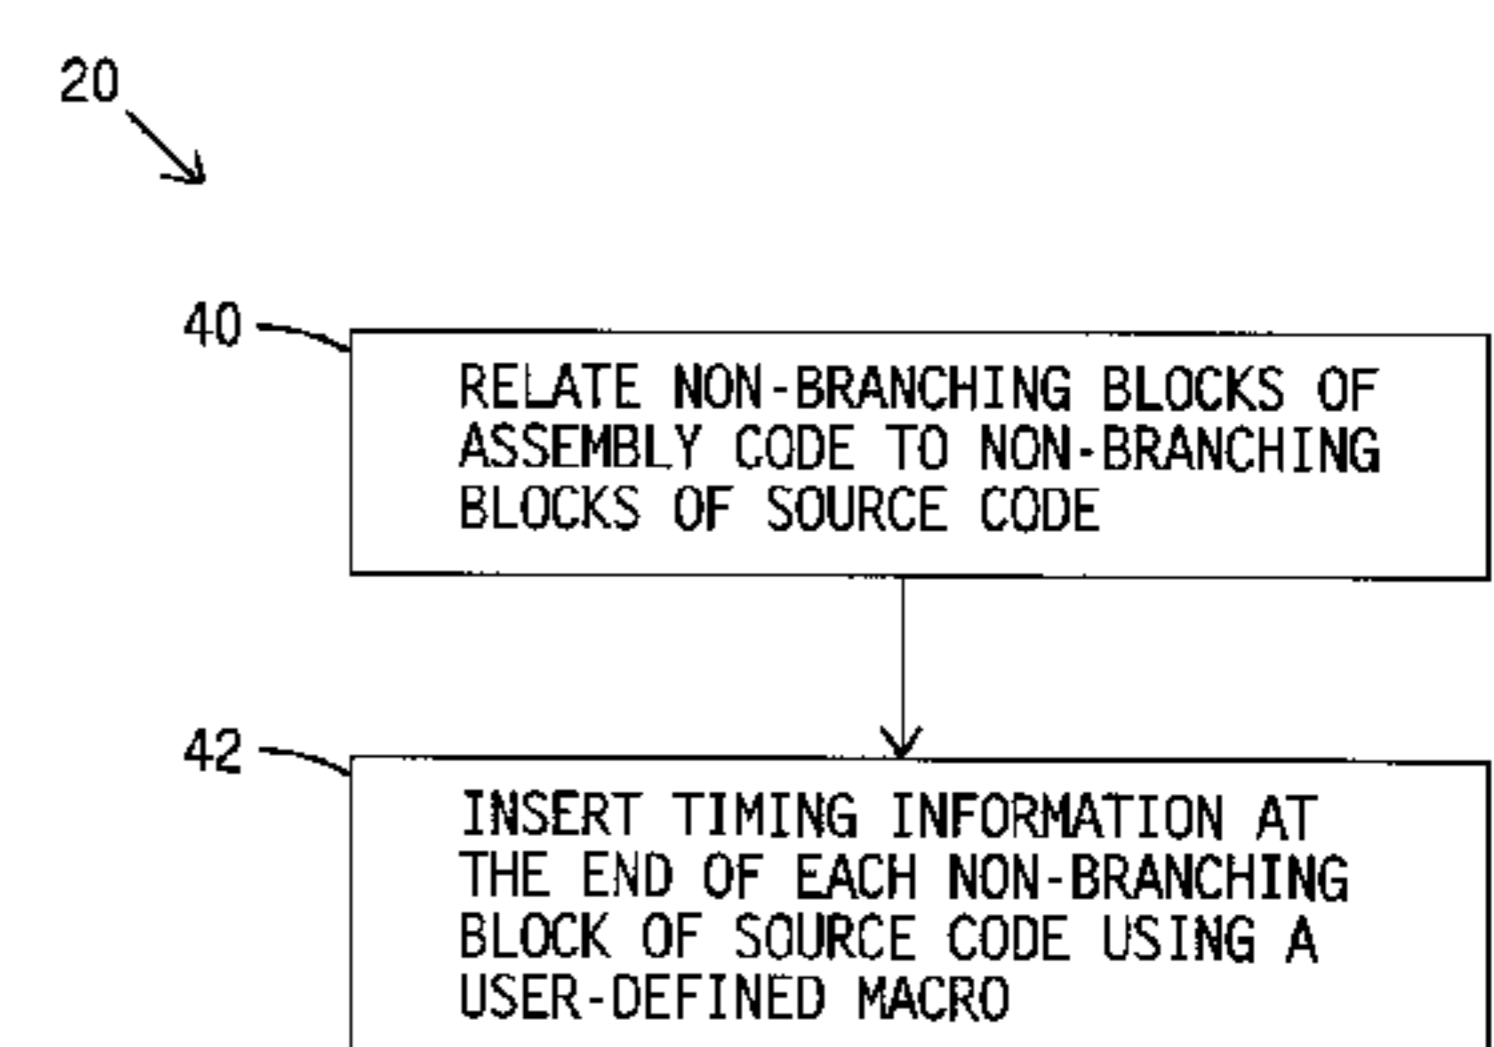 20
40
RELATE NON-BRANCHING BLOCKS OF
ASSEMBLY CODE TO NON-BRANCHING
BLOCKS OF SOURCE CODE
42
INSERT TIMING INFORMATION AT
THE END OF EACH NON-BRANCHING
BLOCK OF SOURCE CODE USING A
USER-DEFINED MACRO